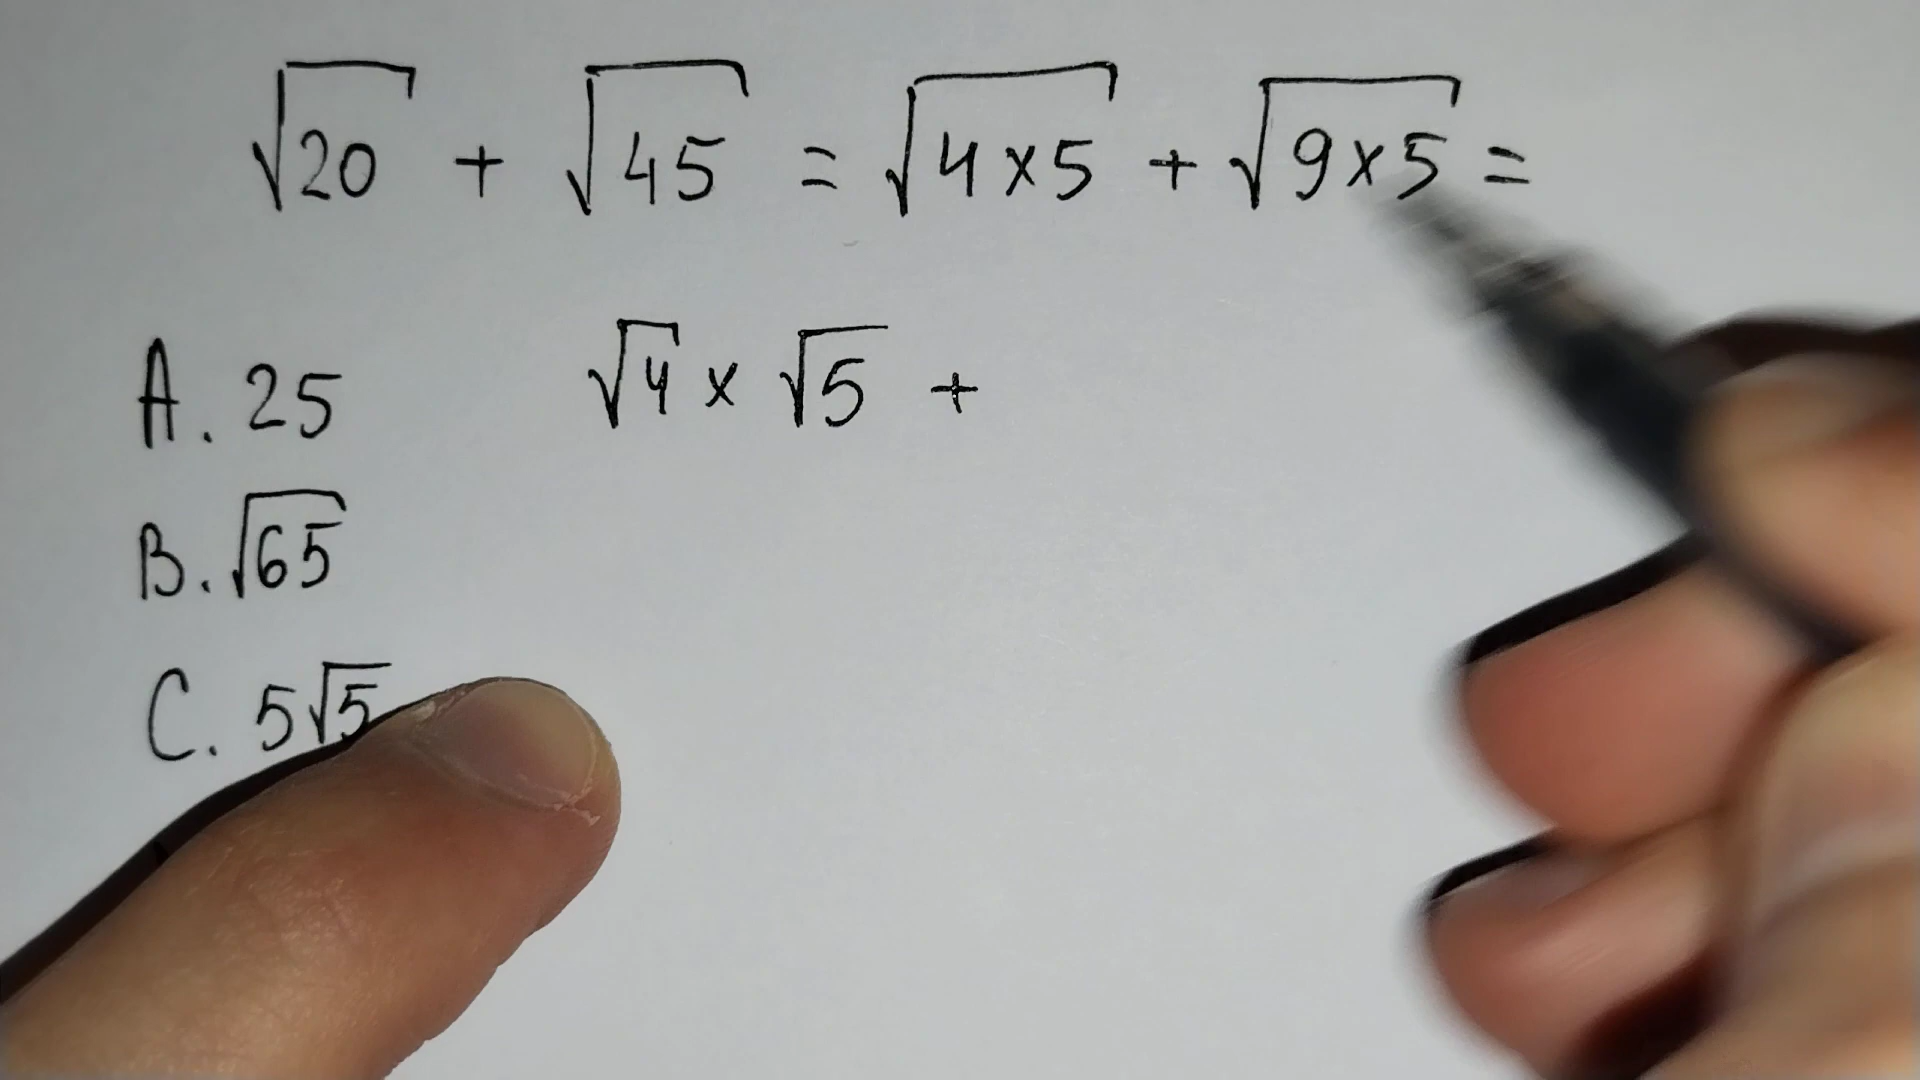 √20 + √45 = √4×5 + √9×5 =
√4 × √5 +
A. 25
B. √65
C. 5√5